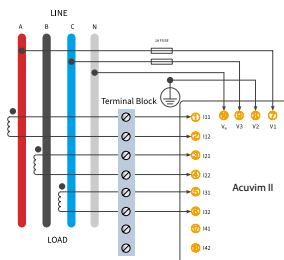 LINE
A B C N
1A FUSE
Terminal Block
Vn V3 V2 V1
I11
I12
I21
I22
I31
I32
I41
I42
Acuvim II
LOAD